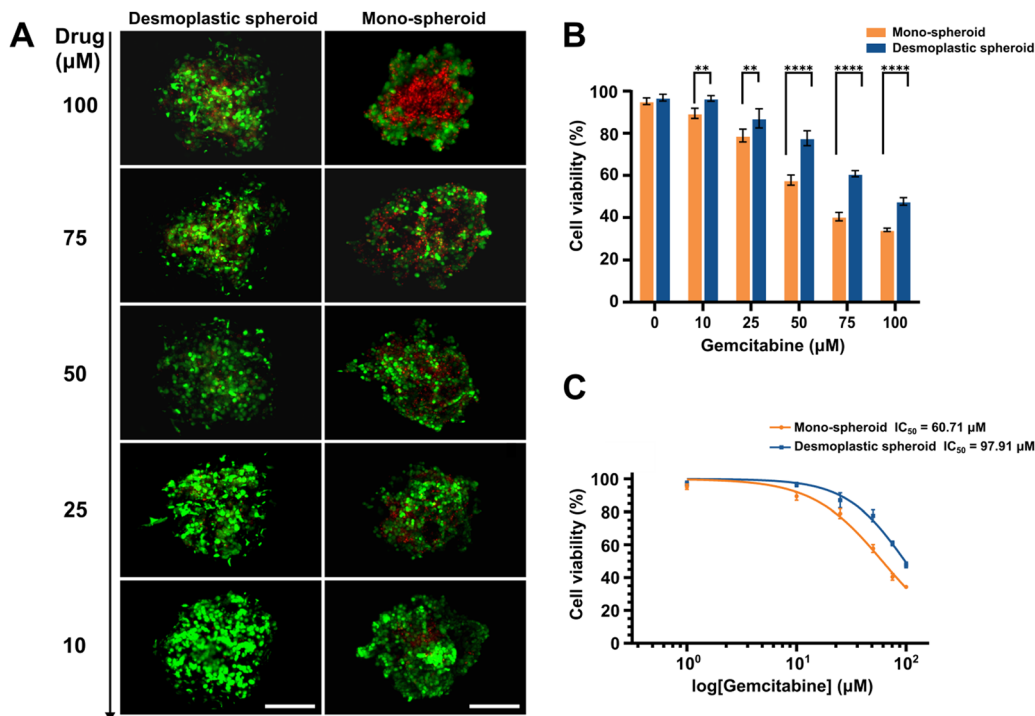 A
Desmoplastic spheroid
Mono-spheroid
Drug
(µM)
100
75
50
25
10
B
Mono-spheroid
Desmoplastic spheroid
** ** **** **** ****
Cell viability (%)
100
80
60
40
20
0
0 10 25 50 75 100
Gemcitabine (µM)
C
Mono-spheroid IC₅₀ = 60.71 µM
Desmoplastic spheroid IC₅₀ = 97.91 µM
Cell viability (%)
100
80
60
40
20
0
10⁰ 10¹ 10²
log[Gemcitabine] (µM)